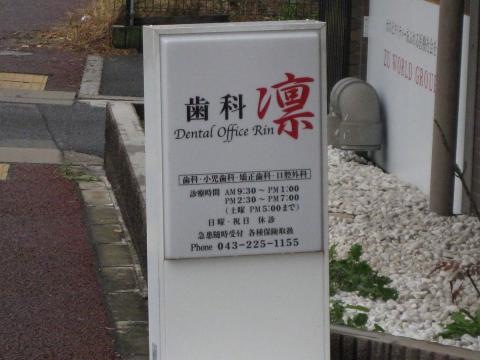 歯科 凛
Dental Office Rin
歯科・小児歯科・矯正歯科・口腔外科
診療時間 AM 9:30～PM 1:00
PM 2:30～PM 7:00
(土曜 PM 5:00まで)
日曜・祝日 休診
急患随時受付 各種保険取扱
Phone 043-225-1155
ZU WORLD GROUP